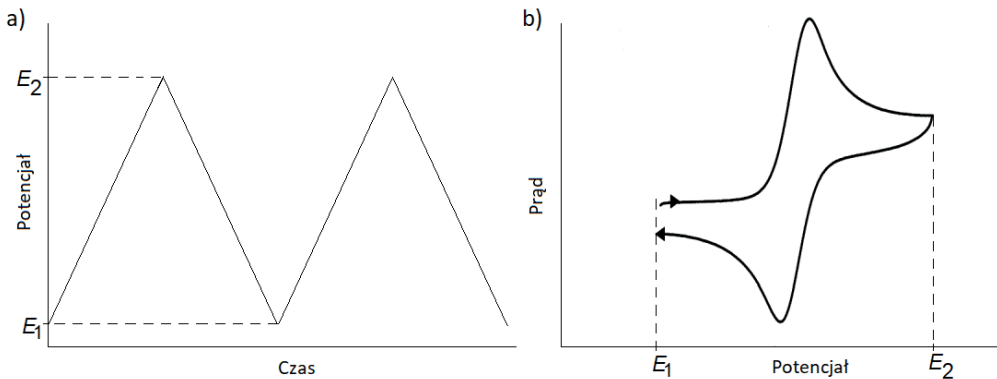 a)
E2
Potencjał
E1
Czas
b)
Prąd
E1
Potencjał
E2